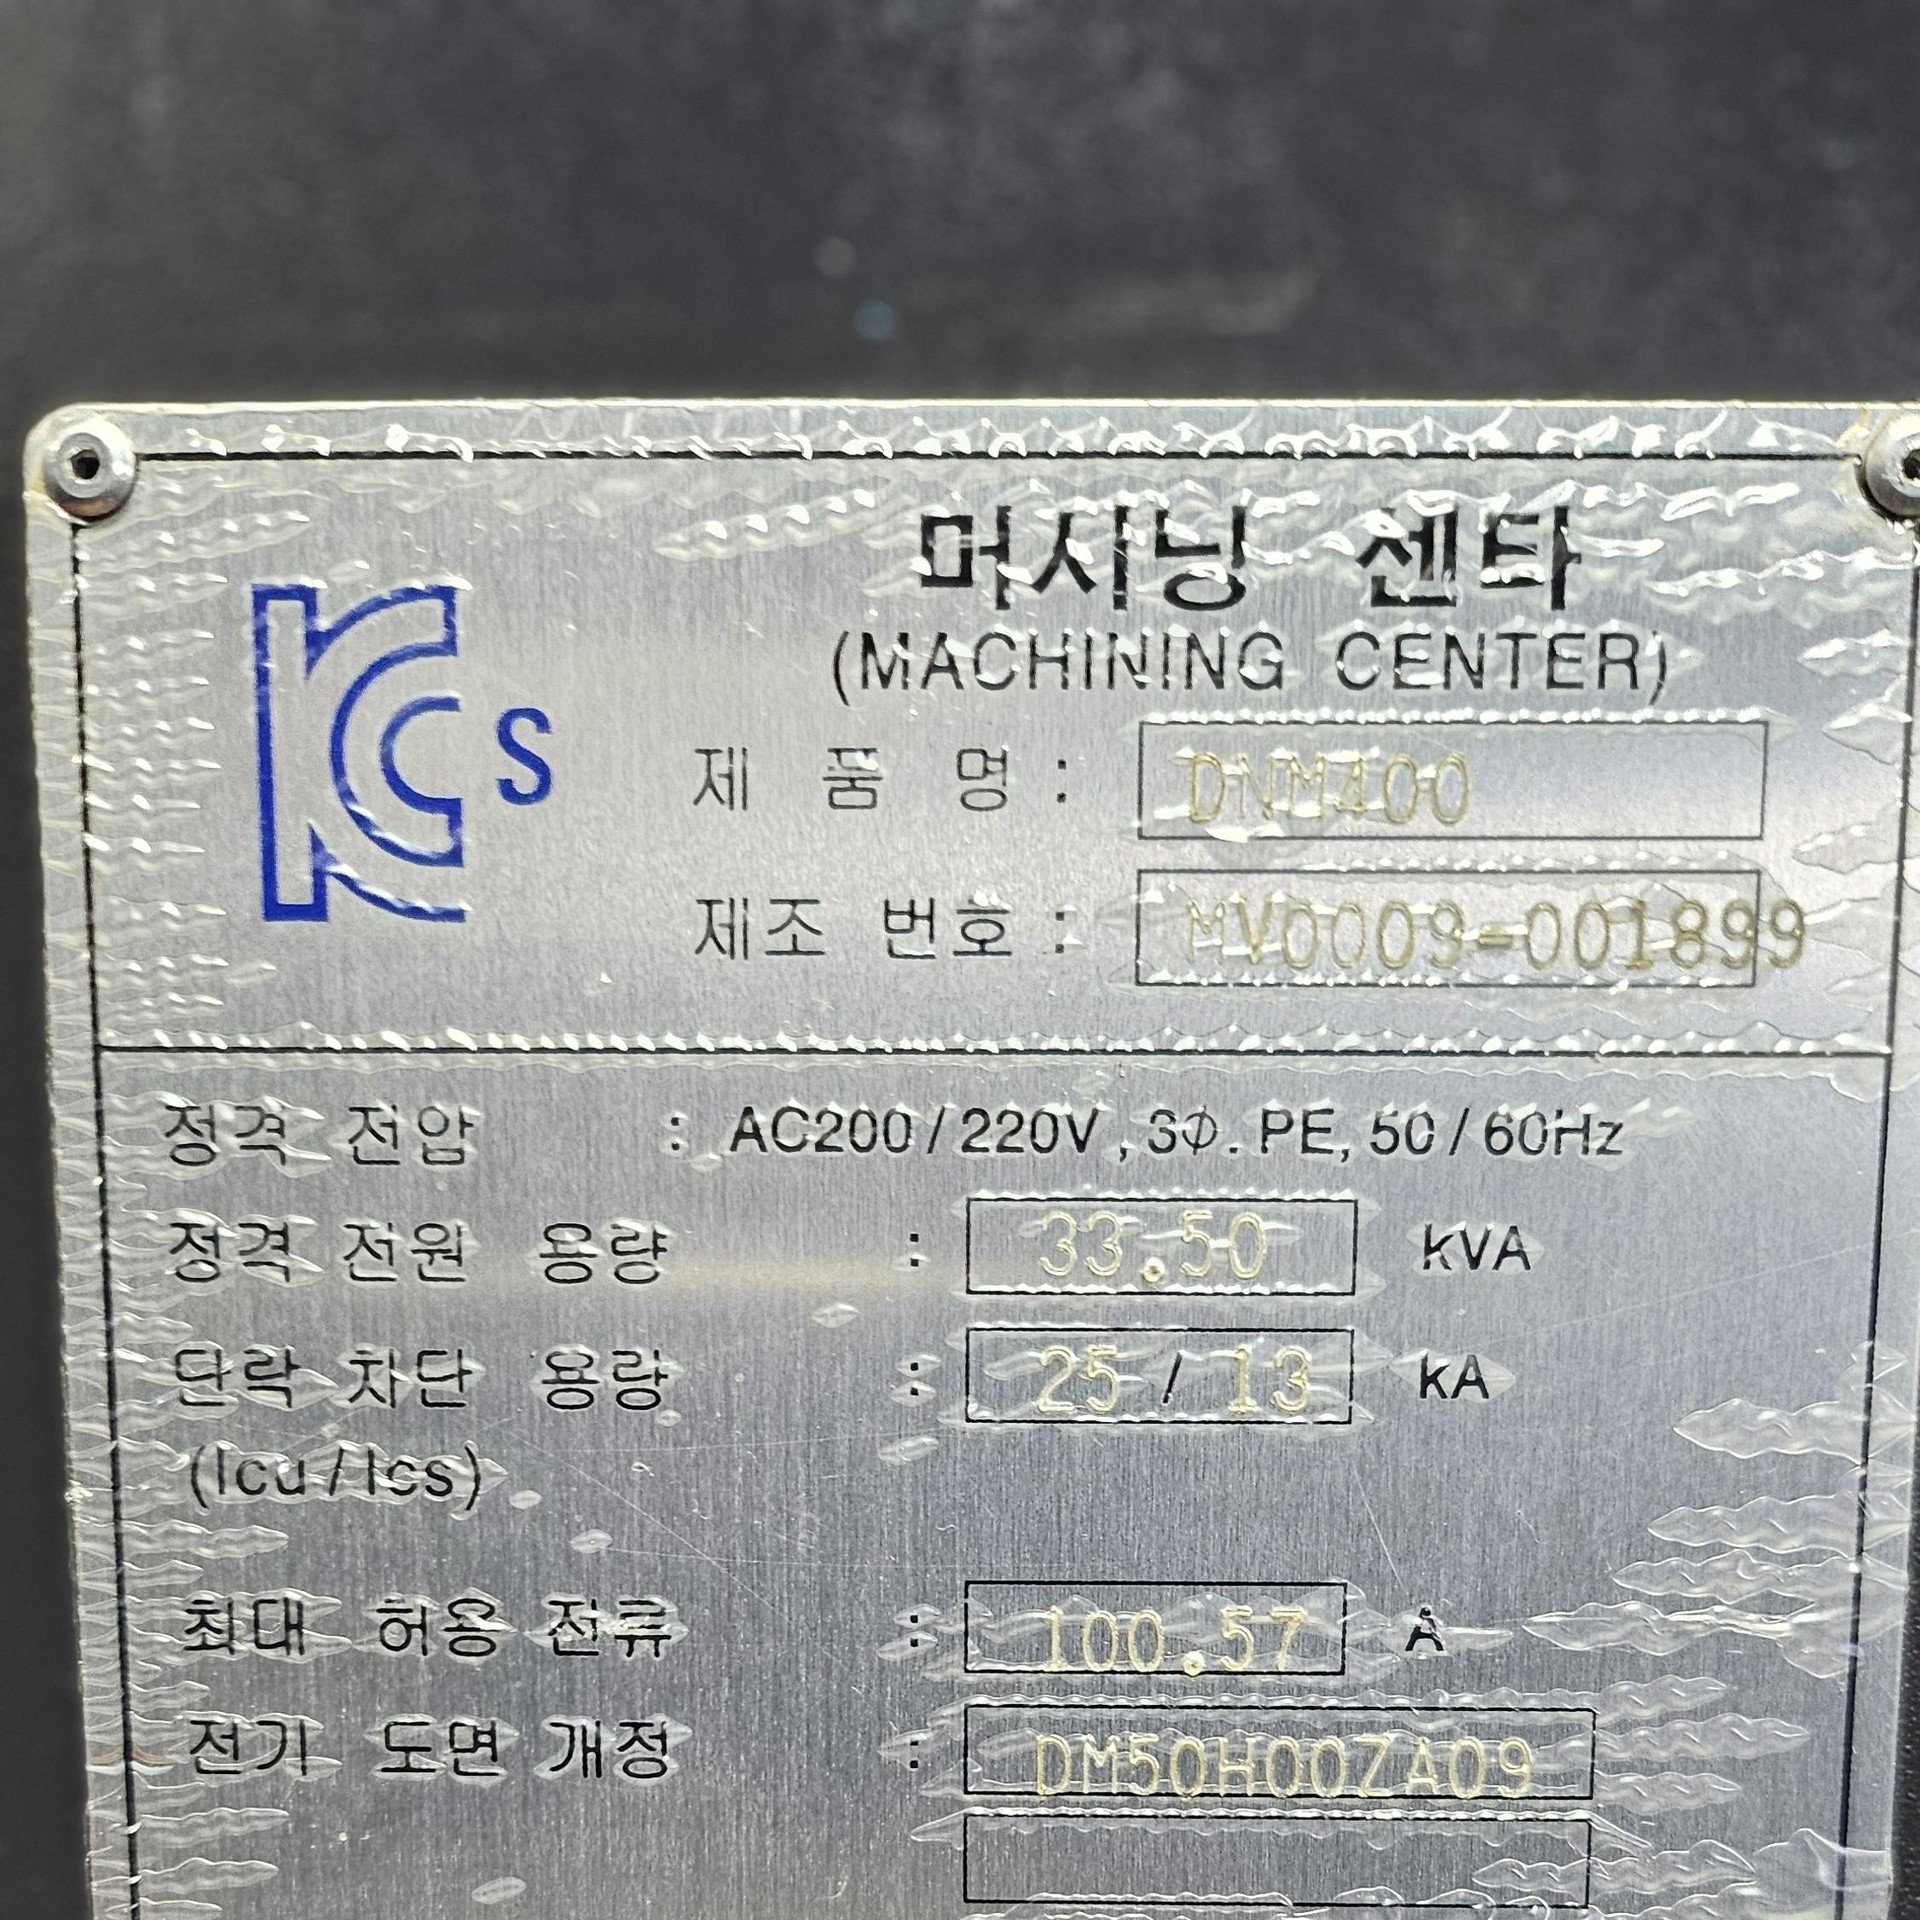 머시닝 센타
(MACHINING CENTER)
KCs
제 품 명 : DNM400
제조 번호 : MV0009-001899
정격 전압 : AC200/220V, 3Φ. PE, 50/60Hz
정격 전원 용량 : 33.50 kVA
단락 차단 용량 : 25 / 13 kA
(Icu/Ics)
최대 허용 전류 : 100.57 A
전기 도면 개정 : DM50H00ZA09